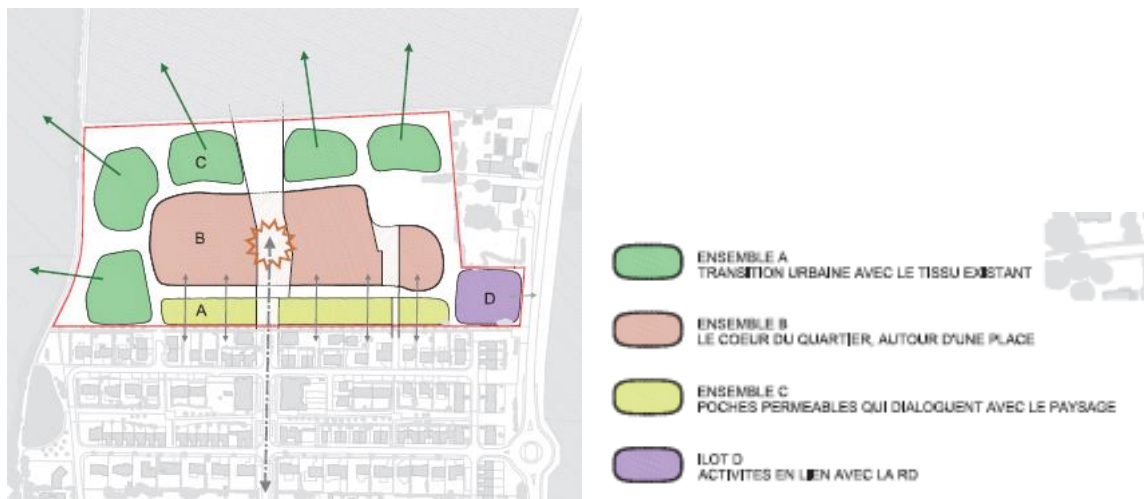 C
B
A
D
ENSEMBLE A
TRANSITION URBAINE AVEC LE TISSU EXISTANT
ENSEMBLE B
LE COEUR DU QUARTIER, AUTOUR D'UNE PLACE
ENSEMBLE C
POCHES PERMEABLES QUI DIALOGUENT AVEC LE PAYSAGE
ILOT D
ACTIVITES EN LIEN AVEC LA RD